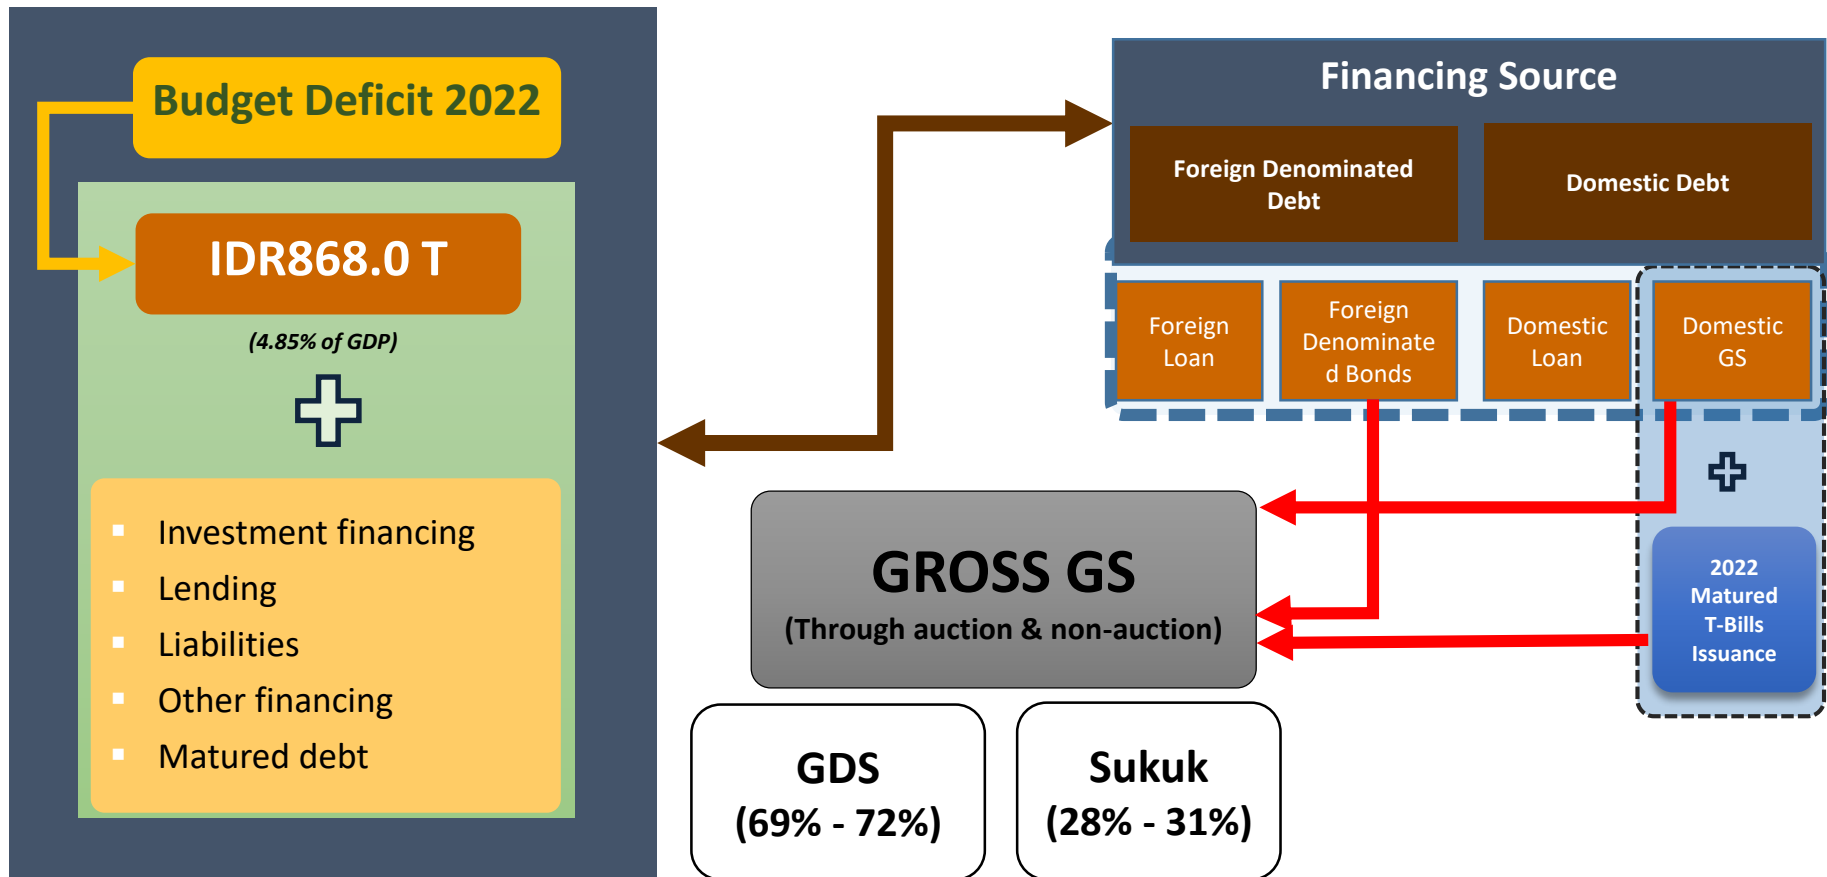 Budget Deficit 2022
IDR868.0 T
(4.85% of GDP)
▪ Investment financing
▪ Lending
▪ Liabilities
▪ Other financing
▪ Matured debt
Financing Source
Foreign Denominated
Debt
Domestic Debt
Foreign
Loan
Foreign
Denominate
d Bonds
Domestic
Loan
Domestic
GS
2022
Matured
T-Bills
Issuance
GROSS GS
(Through auction & non-auction)
GDS
(69% - 72%)
Sukuk
(28% - 31%)